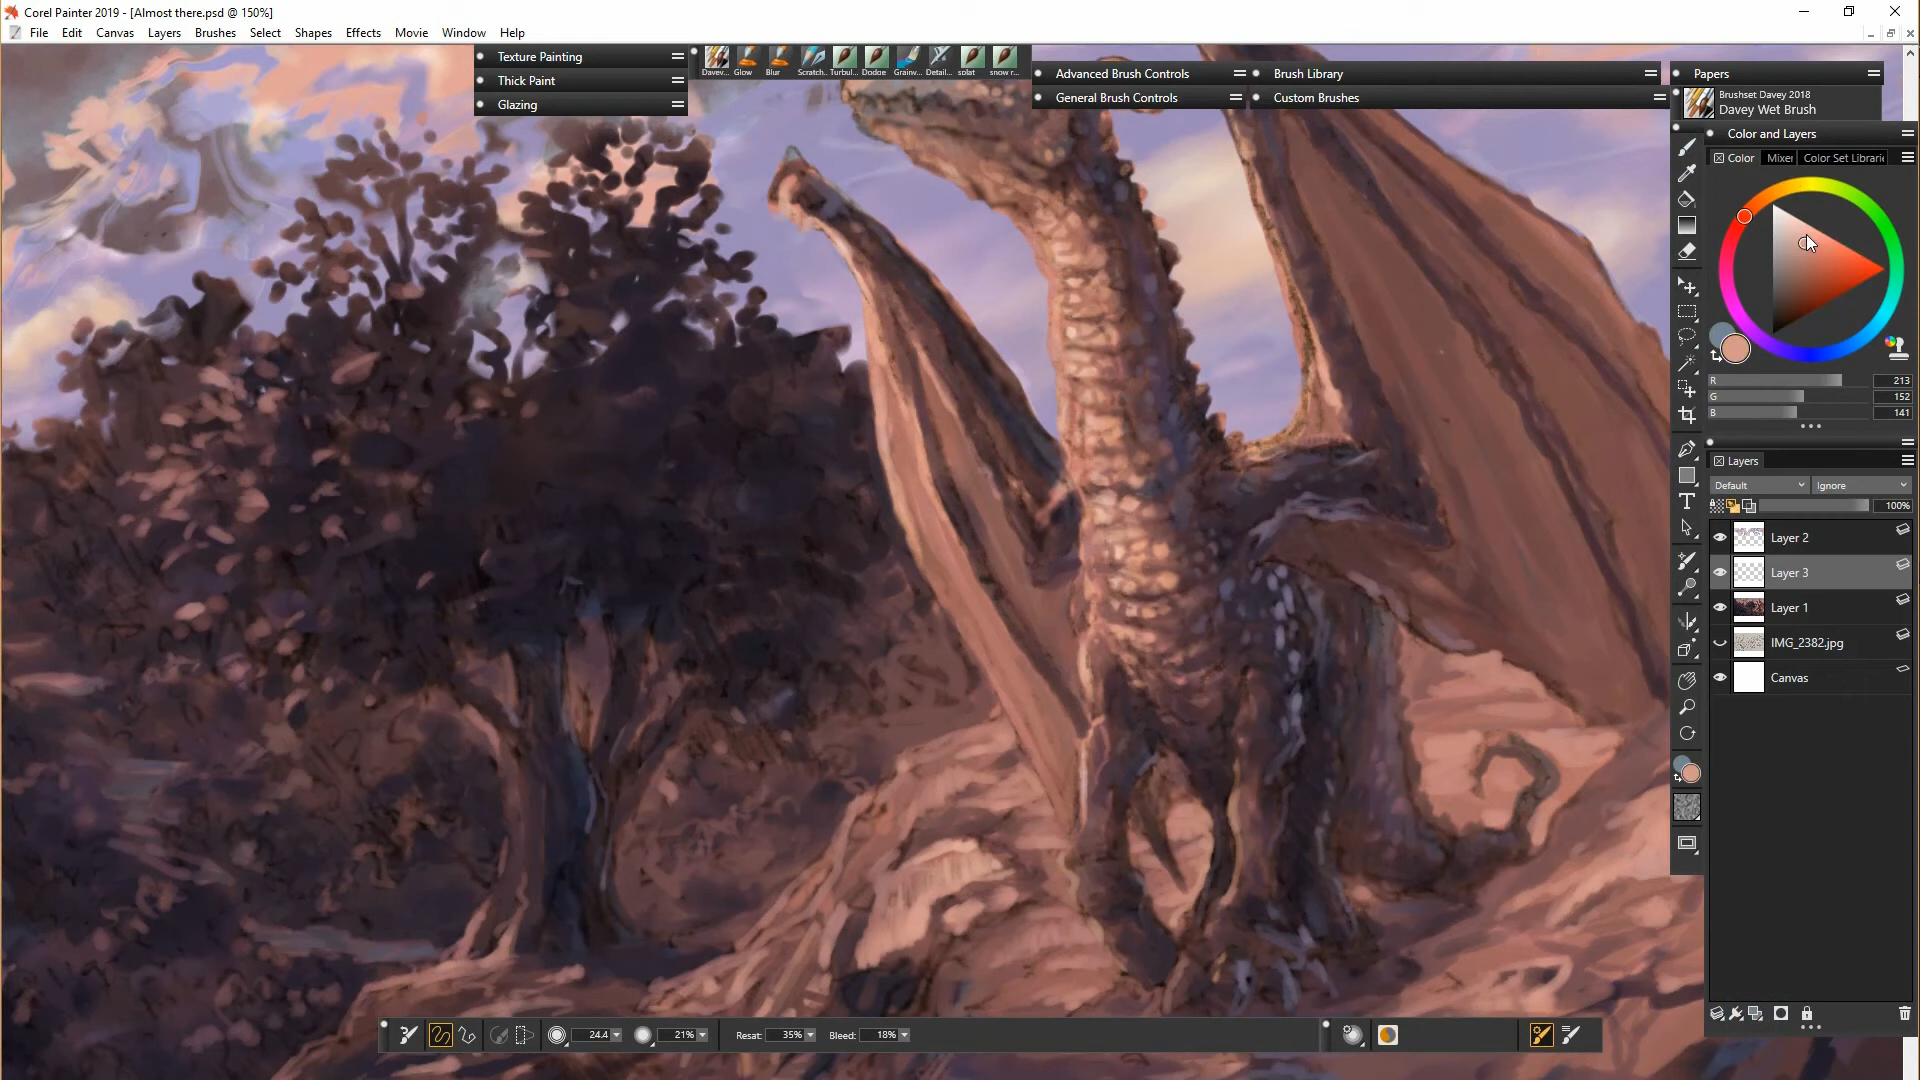 Corel Painter 2019 - [Almost there.psd @ 150%]
File Edit Canvas Layers Brushes Select Shapes Effects Movie Window Help
Texture Painting
Thick Paint
Glazing
Davey... Glow Blur Scratch... Turbul... Dodge Grainy... Detail... splat snow r...
Advanced Brush Controls
General Brush Controls
Brush Library
Custom Brushes
Papers
Brushset Davey 2018
Davey Wet Brush
Color and Layers
Color Mixer Color Set Librarie
R 213
G 152
B 141
Layers
Default Ignore
100%
Layer 2
Layer 3
Layer 1
IMG_2382.jpg
Canvas
T
24.4 21% Resat: 35% Bleed: 18%